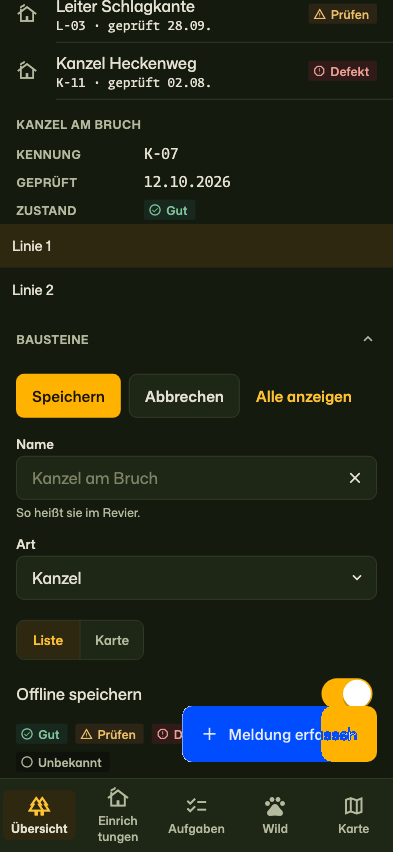 Leiter Schlagkante
L-03 · geprüft 28.09.
Prüfen
Kanzel Heckenweg
K-11 · geprüft 02.08.
Defekt
KANZEL AM BRUCH
KENNUNG K-07
GEPRÜFT 12.10.2026
ZUSTAND Gut
Linie 1
Linie 2
BAUSTEINE
Speichern Abbrechen Alle anzeigen
Name
Kanzel am Bruch
So heißt sie im Revier.
Art
Kanzel
Liste Karte
Offline speichern
Gut Prüfen
Meldung
Unbekannt
Übersicht
Einrich
tungen
Aufgaben
Wild
Karte